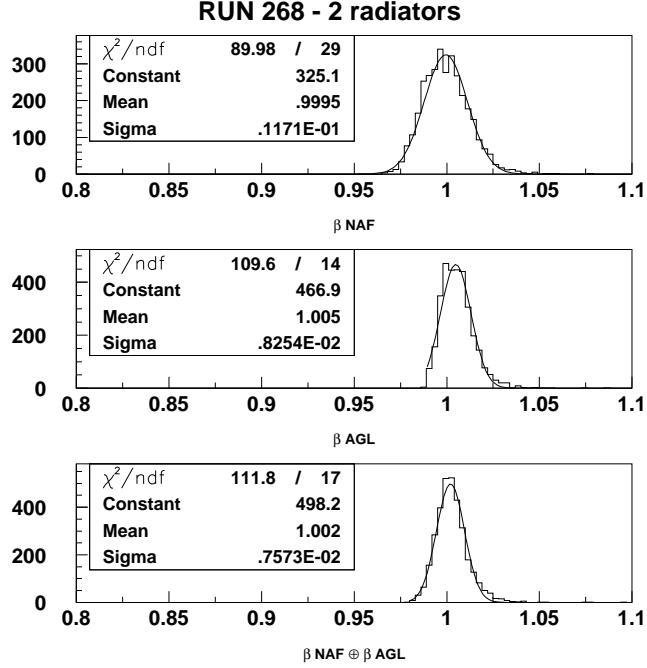 RUN 268 - 2 radiators
χ²/ndf 89.98 / 29
Constant 325.1
Mean .9995
Sigma .1171E-01
300
200
100
0
0.8 0.85 0.9 0.95 1 1.05 1.1
β NAF
χ²/ndf 109.6 / 14
Constant 466.9
Mean 1.005
Sigma .8254E-02
400
200
0
0.8 0.85 0.9 0.95 1 1.05 1.1
β AGL
χ²/ndf 111.8 / 17
Constant 498.2
Mean 1.002
Sigma .7573E-02
400
200
0
0.8 0.85 0.9 0.95 1 1.05 1.1
β NAF ⊕ β AGL